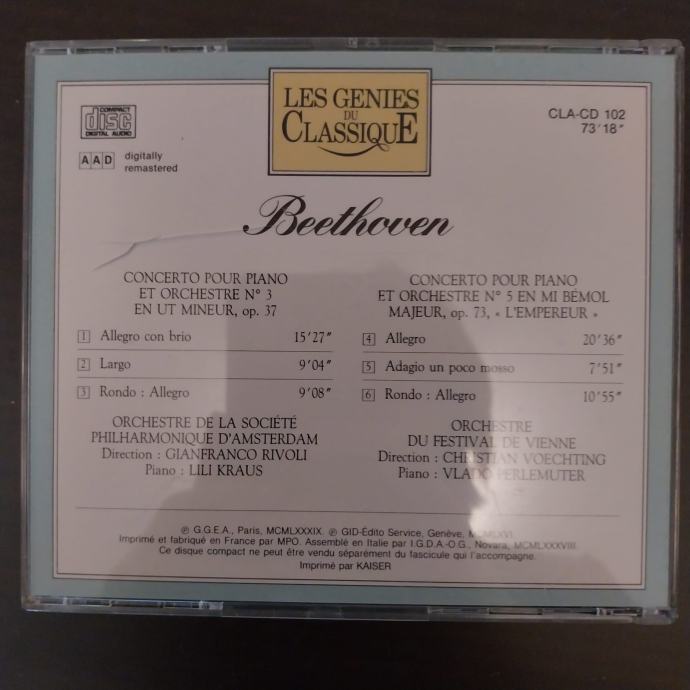 COMPACT
disc
DIGITAL AUDIO
AAD digitally
remastered
LES GENIES
DU
CLASSIQUE
CLA-CD 102
73'18"
Beethoven
CONCERTO POUR PIANO
ET ORCHESTRE N° 3
EN UT MINEUR, op. 37
1 Allegro con brio 15'27"
2 Largo 9'04"
3 Rondo : Allegro 9'08"
ORCHESTRE DE LA SOCIÉTÉ
PHILHARMONIQUE D'AMSTERDAM
Direction : GIANFRANCO RIVOLI
Piano : LILI KRAUS
CONCERTO POUR PIANO
ET ORCHESTRE N° 5 EN MI BÉMOL
MAJEUR, op. 73, « L'EMPEREUR »
4 Allegro 20'36"
5 Adagio un poco mosso 7'51"
6 Rondo : Allegro 10'55"
ORCHESTRE
DU FESTIVAL DE VIENNE
Direction : CHRISTIAN VOECHTING
Piano : VLADO PERLEMUTER
℗ G.G.E.A., Paris, MCMLXXXIX. ℗ GID-Édito Service, Genève, MCMLXVI.
Imprimé et fabriqué en France par MPO. Assemblé en Italie par I.G.D.A.-O.G., Novara, MCMLXXXVIII.
Ce disque compact ne peut être vendu séparément du fascicule qui l'accompagne.
Imprimé par KAISER